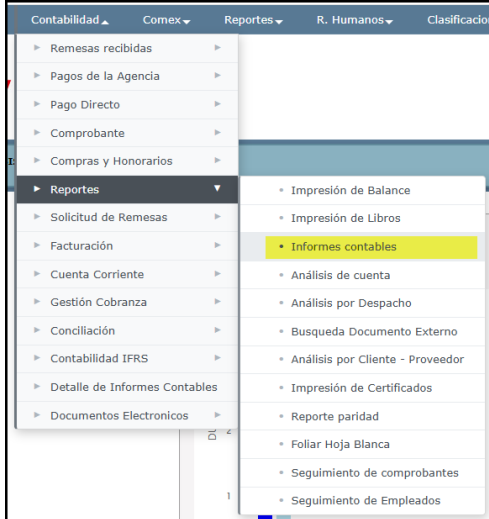 Contabilidad Comex Reportes R. Humanos Clasificacion
Remesas recibidas
Pagos de la Agencia
Pago Directo
Comprobante
Compras y Honorarios
Reportes
Solicitud de Remesas
Facturación
Cuenta Corriente
Gestión Cobranza
Conciliación
Contabilidad IFRS
Detalle de Informes Contables
Documentos Electronicos
Impresión de Balance
Impresión de Libros
Informes contables
Análisis de cuenta
Análisis por Despacho
Busqueda Documento Externo
Análisis por Cliente - Proveedor
Impresión de Certificados
Reporte paridad
Foliar Hoja Blanca
Seguimiento de comprobantes
Seguimiento de Empleados
2
1